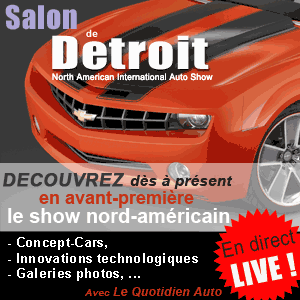 Salon
de
Detroit
North American International Auto Show
DECOUVREZ dès à présent
en avant-première
le show nord-américain
- Concept-Cars,
- Innovations technologiques
- Galeries photos, ...
En direct
LIVE !
Avec Le Quotidien Auto